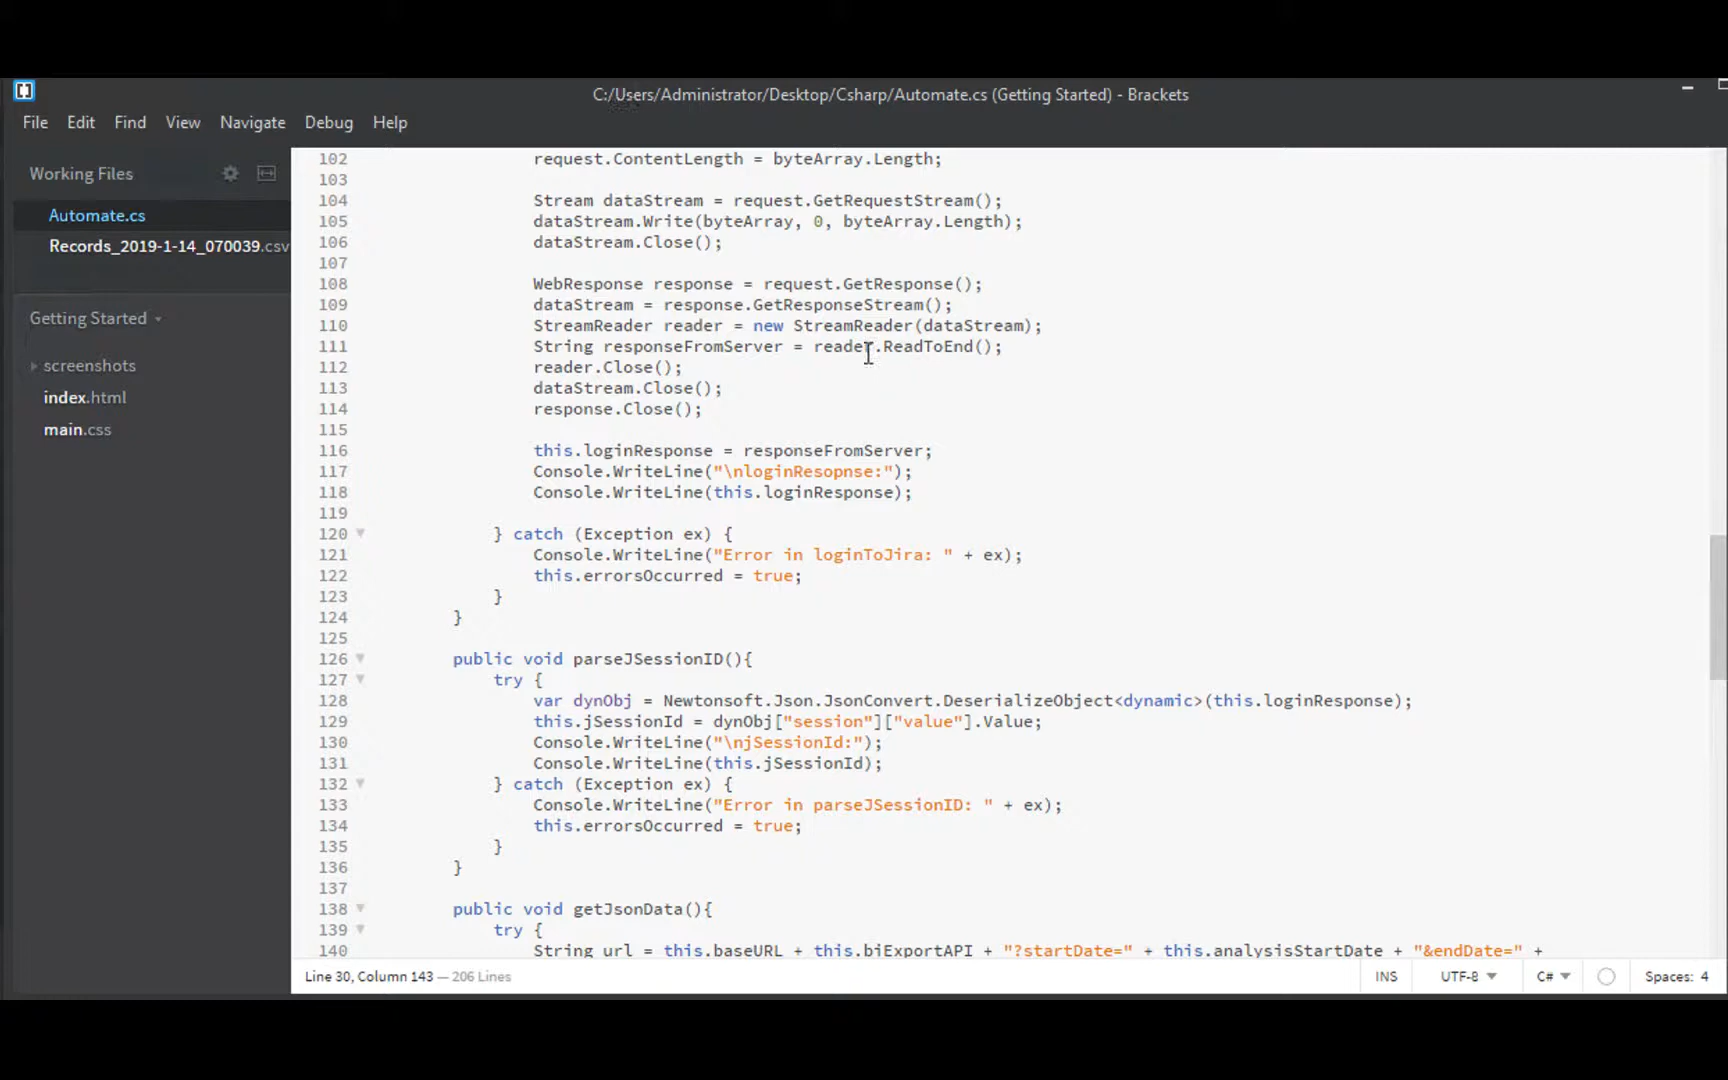 C:/Users/Administrator/Desktop/Csharp/Automate.cs (Getting Started) - Brackets
File Edit Find View Navigate Debug Help
Working Files
Automate.cs
Records_2019-1-14_070039.csv
Getting Started
screenshots
index.html
main.css
102 request.ContentLength = byteArray.Length;
103
104 Stream dataStream = request.GetRequestStream();
105 dataStream.Write(byteArray, 0, byteArray.Length);
106 dataStream.Close();
107
108 WebResponse response = request.GetResponse();
109 dataStream = response.GetResponseStream();
110 StreamReader reader = new StreamReader(dataStream);
111 String responseFromServer = reader.ReadToEnd();
112 reader.Close();
113 dataStream.Close();
114 response.Close();
115
116 this.loginResponse = responseFromServer;
117 Console.WriteLine("\nloginResopnse:");
118 Console.WriteLine(this.loginResponse);
119
120 } catch (Exception ex) {
121 Console.WriteLine("Error in loginToJira: " + ex);
122 this.errorsOccurred = true;
123 }
124 }
125
126 public void parseJSessionID(){
127 try {
128 var dynObj = Newtonsoft.Json.JsonConvert.DeserializeObject<dynamic>(this.loginResponse);
129 this.jSessionId = dynObj["session"]["value"].Value;
130 Console.WriteLine("\njSessionId:");
131 Console.WriteLine(this.jSessionId);
132 } catch (Exception ex) {
133 Console.WriteLine("Error in parseJSessionID: " + ex);
134 this.errorsOccurred = true;
135 }
136 }
137
138 public void getJsonData(){
139 try {
140 String url = this.baseURL + this.biExportAPI + "?startDate=" + this.analysisStartDate + "&endDate=" +
Line 30, Column 143 — 206 Lines
INS UTF-8 C# Spaces: 4